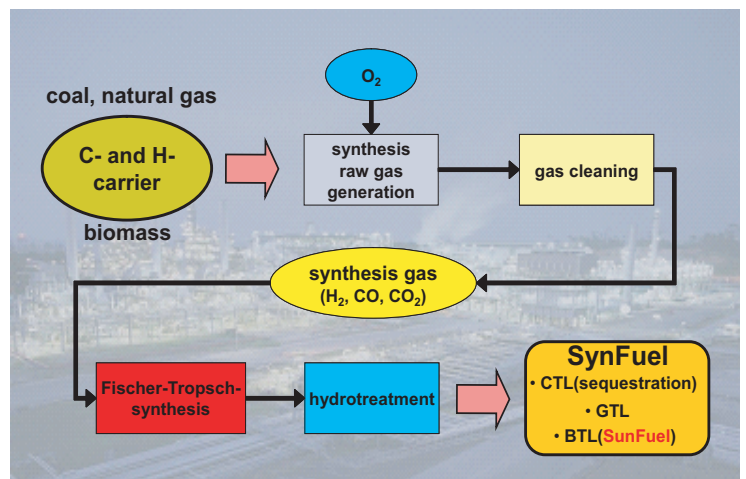 O₂
coal, natural gas
C- and H-
carrier
biomass
synthesis
raw gas
generation
gas cleaning
synthesis gas
(H₂, CO, CO₂)
Fischer-Tropsch-
synthesis
hydrotreatment
SynFuel
• CTL(sequestration)
• GTL
• BTL(SunFuel)